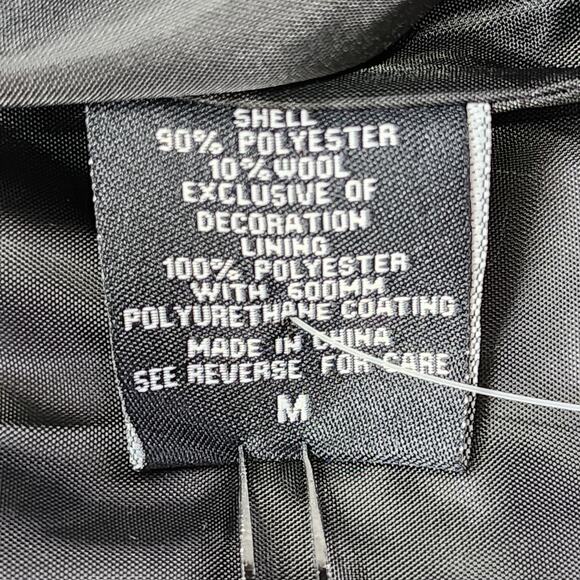 SHELL
90% POLYESTER
10% WOOL
EXCLUSIVE OF
DECORATION
LINING
100% POLYESTER
WITH 600MM
POLYURETHANE COATING
MADE IN CHINA
SEE REVERSE FOR CARE
M